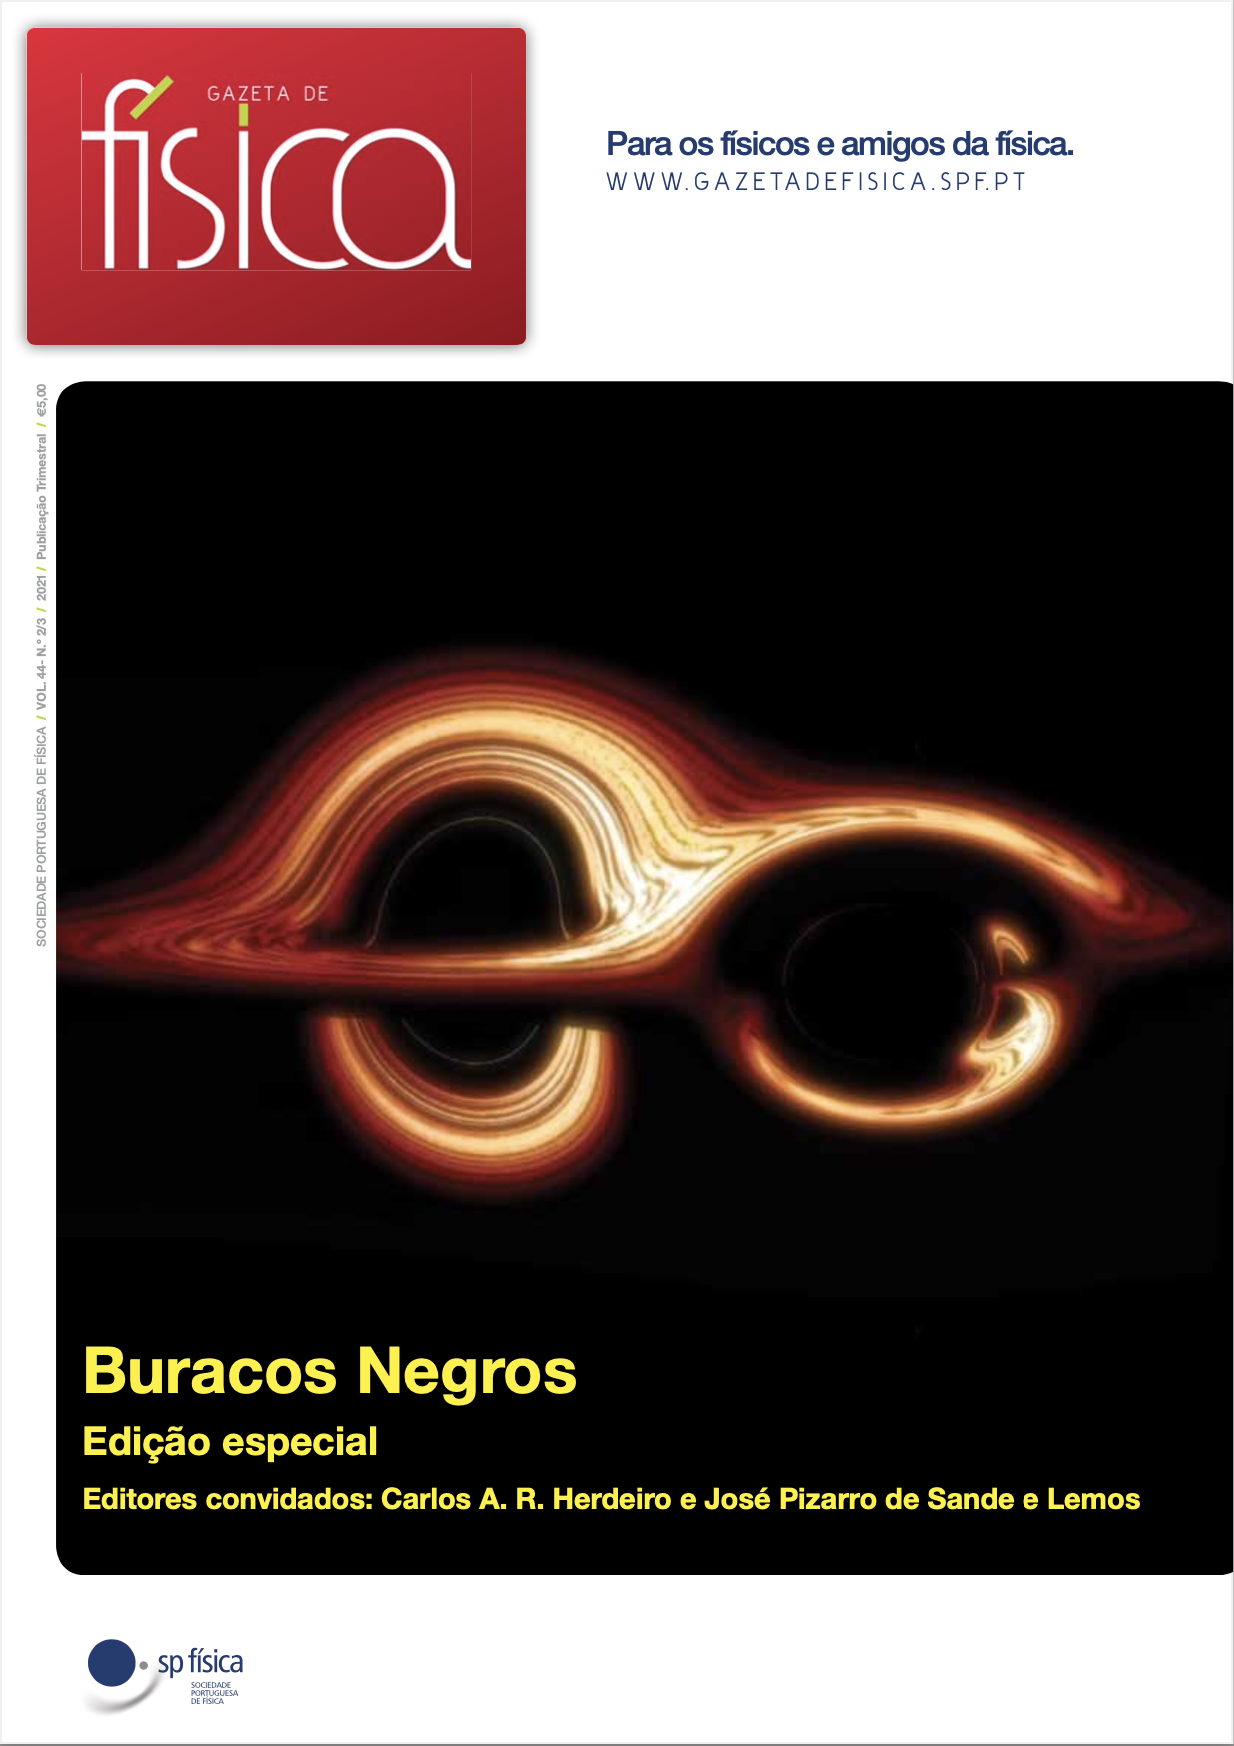 GAZETA DE
física
Para os físicos e amigos da física.
WWW.GAZETADEFISICA.SPF.PT
SOCIEDADE PORTUGUESA DE FÍSICA / VOL. 44- N.º 2/3 / 2021 / Publicação Trimestral / €5,00
Buracos Negros
Edição especial
Editores convidados: Carlos A. R. Herdeiro e José Pizarro de Sande e Lemos
sp física
SOCIEDADE
PORTUGUESA
DE FÍSICA